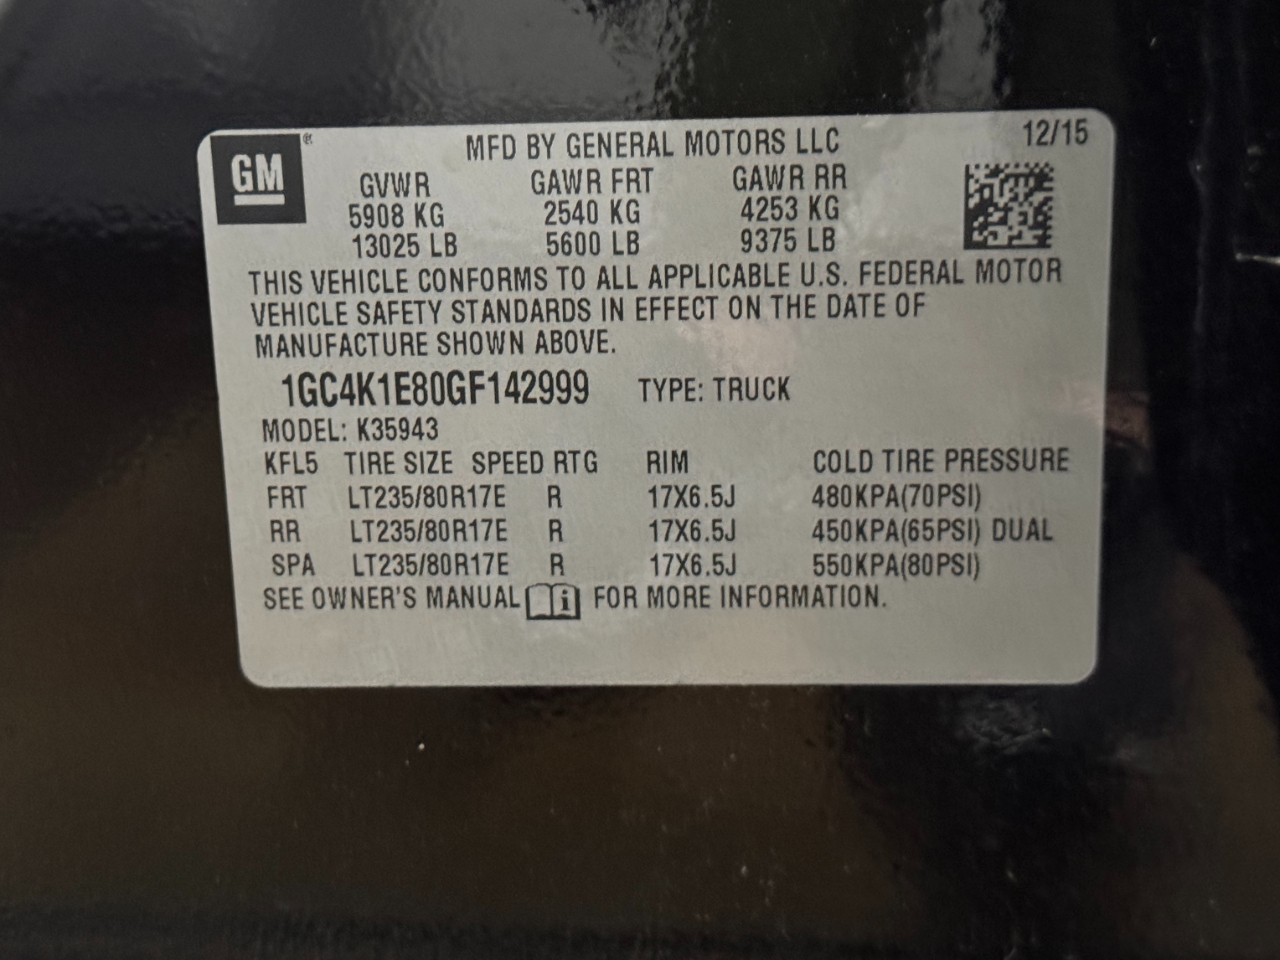 GM ®
MFD BY GENERAL MOTORS LLC 12/15
GVWR GAWR FRT GAWR RR
5908 KG 2540 KG 4253 KG
13025 LB 5600 LB 9375 LB
THIS VEHICLE CONFORMS TO ALL APPLICABLE U.S. FEDERAL MOTOR
VEHICLE SAFETY STANDARDS IN EFFECT ON THE DATE OF
MANUFACTURE SHOWN ABOVE.
1GC4K1E80GF142999 TYPE: TRUCK
MODEL: K35943
KFL5 TIRE SIZE SPEED RTG RIM COLD TIRE PRESSURE
FRT LT235/80R17E R 17X6.5J 480KPA(70PSI)
RR LT235/80R17E R 17X6.5J 450KPA(65PSI) DUAL
SPA LT235/80R17E R 17X6.5J 550KPA(80PSI)
SEE OWNER'S MANUAL i FOR MORE INFORMATION.